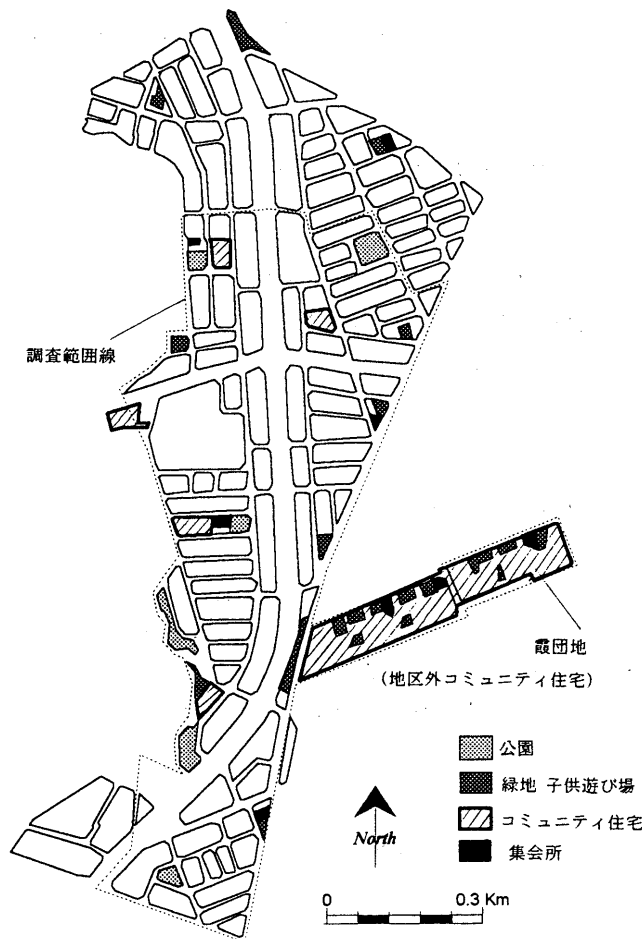 調査範囲線
霞団地
(地区外コミュニティ住宅)
公園
緑地 子供遊び場
コミュニティ住宅
集会所
North
0 0.3 Km